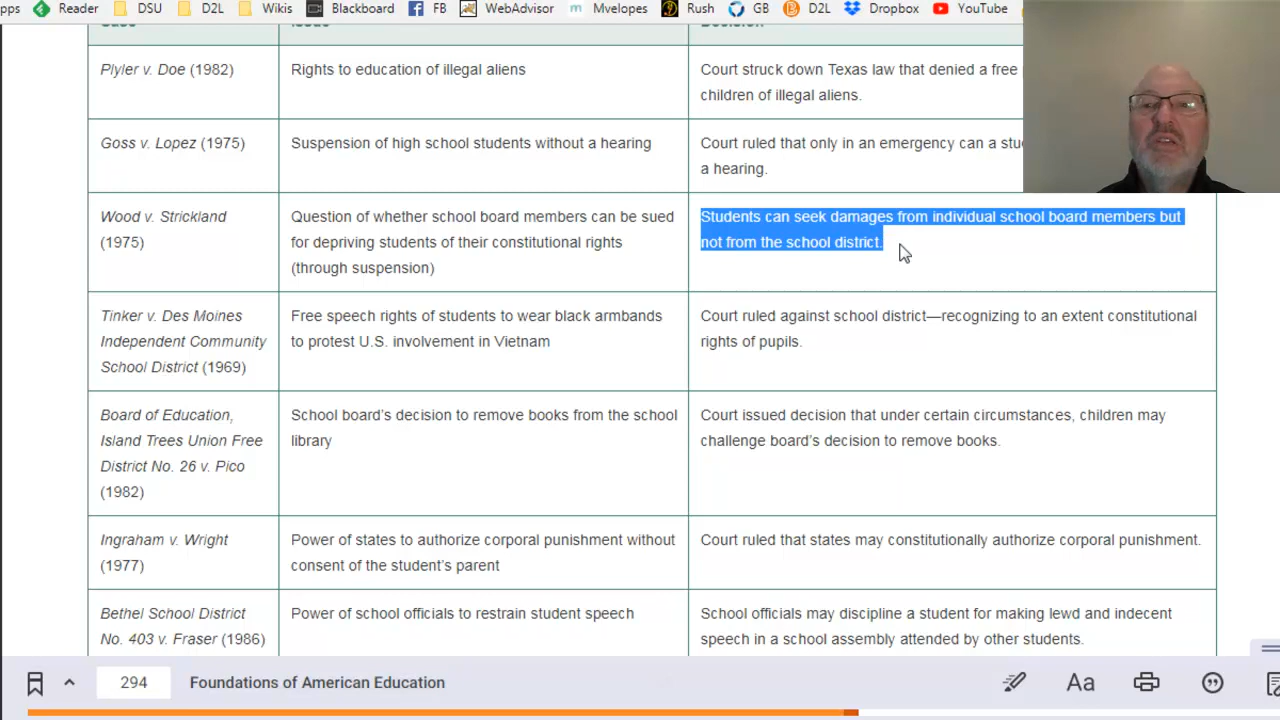 pps Reader DSU D2L Wikis Blackboard FB WebAdvisor Mvelopes Rush GB D2L Dropbox YouTube
Plyler v. Doe (1982)
Rights to education of illegal aliens
Court struck down Texas law that denied a free
children of illegal aliens.
Goss v. Lopez (1975)
Suspension of high school students without a hearing
Court ruled that only in an emergency can a stu
a hearing.
Wood v. Strickland
(1975)
Question of whether school board members can be sued
for depriving students of their constitutional rights
(through suspension)
Students can seek damages from individual school board members but
not from the school district.
Tinker v. Des Moines
Independent Community
School District (1969)
Free speech rights of students to wear black armbands
to protest U.S. involvement in Vietnam
Court ruled against school district—recognizing to an extent constitutional
rights of pupils.
Board of Education,
Island Trees Union Free
District No. 26 v. Pico
(1982)
School board's decision to remove books from the school
library
Court issued decision that under certain circumstances, children may
challenge board's decision to remove books.
Ingraham v. Wright
(1977)
Power of states to authorize corporal punishment without
consent of the student's parent
Court ruled that states may constitutionally authorize corporal punishment.
Bethel School District
No. 403 v. Fraser (1986)
Power of school officials to restrain student speech
School officials may discipline a student for making lewd and indecent
speech in a school assembly attended by other students.
294 Foundations of American Education Aa